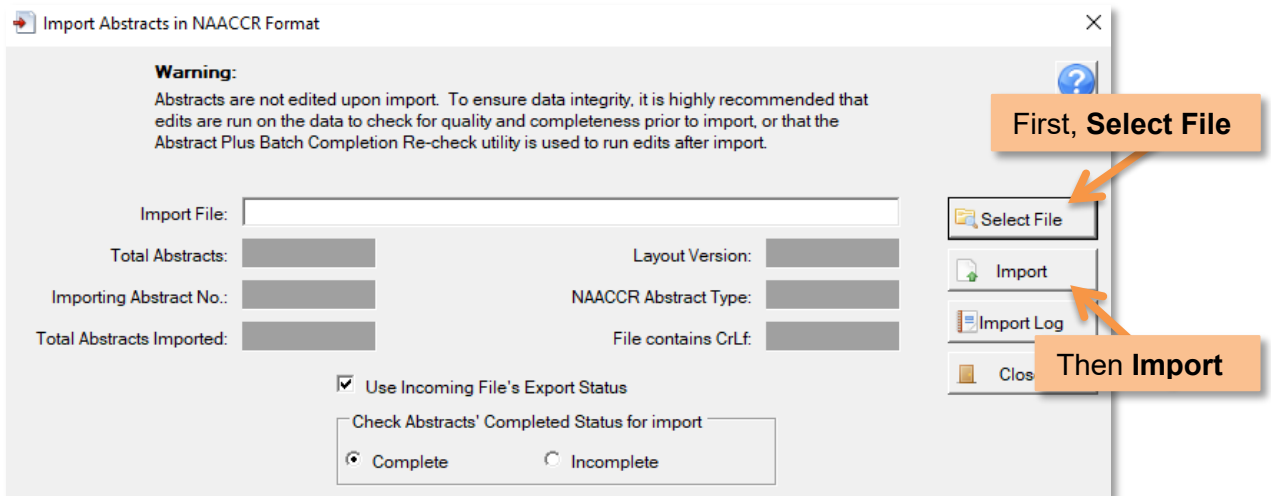 Import Abstracts in NAACCR Format
Warning:
Abstracts are not edited upon import. To ensure data integrity, it is highly recommended that
edits are run on the data to check for quality and completeness prior to import, or that the
Abstract Plus Batch Completion Re-check utility is used to run edits after import.
?
First, Select File
Import File:
Select File
Total Abstracts:
Layout Version:
Import
Importing Abstract No.:
NAACCR Abstract Type:
Import Log
Total Abstracts Imported:
File contains CrLf:
Then Import
Clos
Use Incoming File's Export Status
Check Abstracts' Completed Status for import
Complete
Incomplete